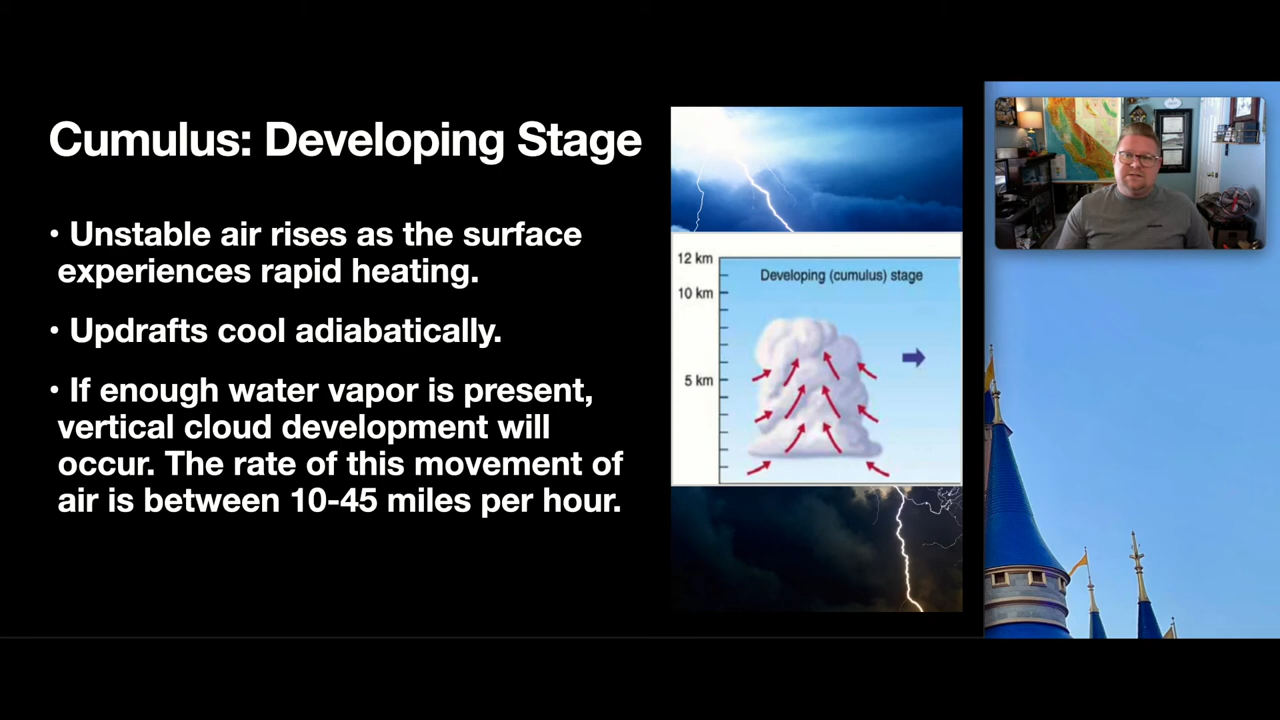 Cumulus: Developing Stage
• Unstable air rises as the surface
experiences rapid heating.
• Updrafts cool adiabatically.
• If enough water vapor is present,
vertical cloud development will
occur. The rate of this movement of
air is between 10-45 miles per hour.
12 km
Developing (cumulus) stage
10 km
5 km